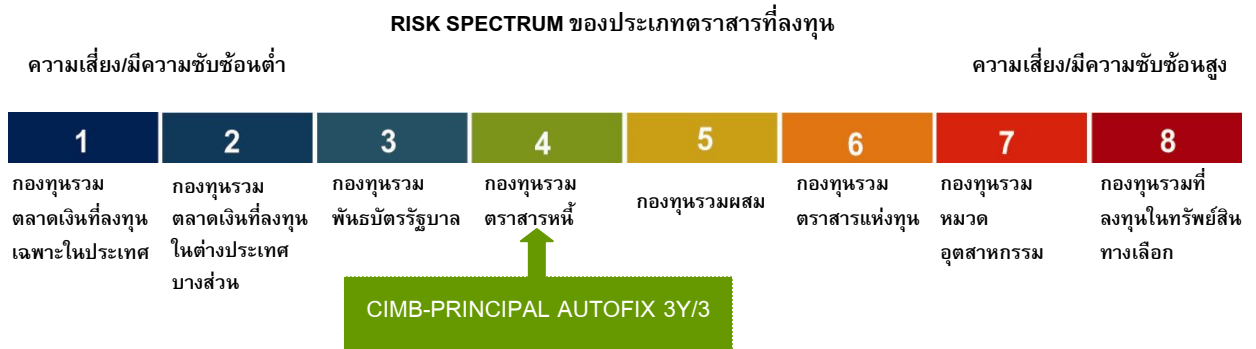 RISK SPECTRUM ของประเภทตราสารที่ลงทุน
ความเสี่ยง/มีความซับซ้อนต่ำ
ความเสี่ยง/มีความซับซ้อนสูง
1
2
3
4
5
6
7
8
กองทุนรวม
ตลาดเงินที่ลงทุน
เฉพาะในประเทศ
กองทุนรวม
ตลาดเงินที่ลงทุน
ในต่างประเทศ
บางส่วน
กองทุนรวม
พันธบัตรรัฐบาล
กองทุนรวม
ตราสารหนี้
กองทุนรวมผสม
กองทุนรวม
ตราสารแห่งทุน
กองทุนรวม
หมวด
อุตสาหกรรม
กองทุนรวมที่
ลงทุนในทรัพย์สิน
ทางเลือก
CIMB-PRINCIPAL AUTOFIX 3Y/3